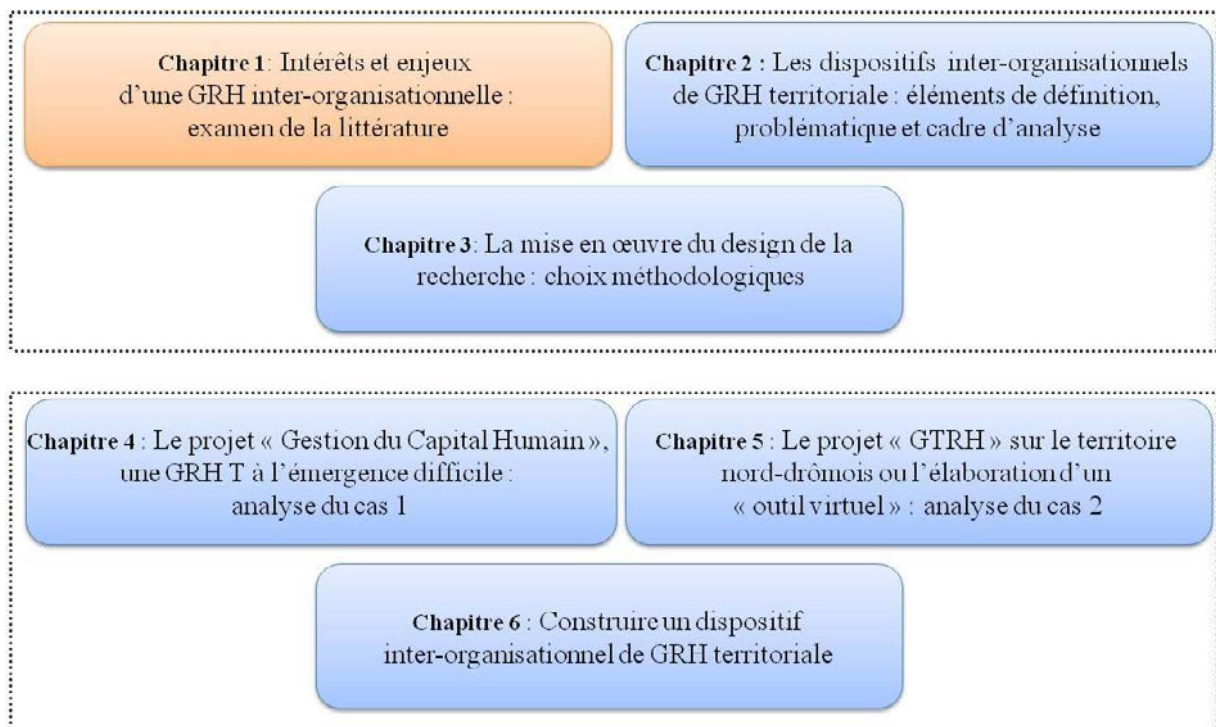 Chapitre 1: Intérêts et enjeux
d’une GRH inter-organisationnelle :
examen de la littérature
Chapitre 2 : Les dispositifs inter-organisationnels
de GRH territoriale : éléments de définition,
problématique et cadre d’analyse
Chapitre 3: La mise en œuvre du design de la
recherche : choix méthodologiques
Chapitre 4 : Le projet « Gestion du Capital Humain »,
une GRH T à l’émergence difficile :
analyse du cas 1
Chapitre 5 : Le projet « GTRH » sur le territoire
nord-drômois ou l’élaboration d’un
« outil virtuel » : analyse du cas 2
Chapitre 6 : Construire un dispositif
inter-organisationnel de GRH territoriale